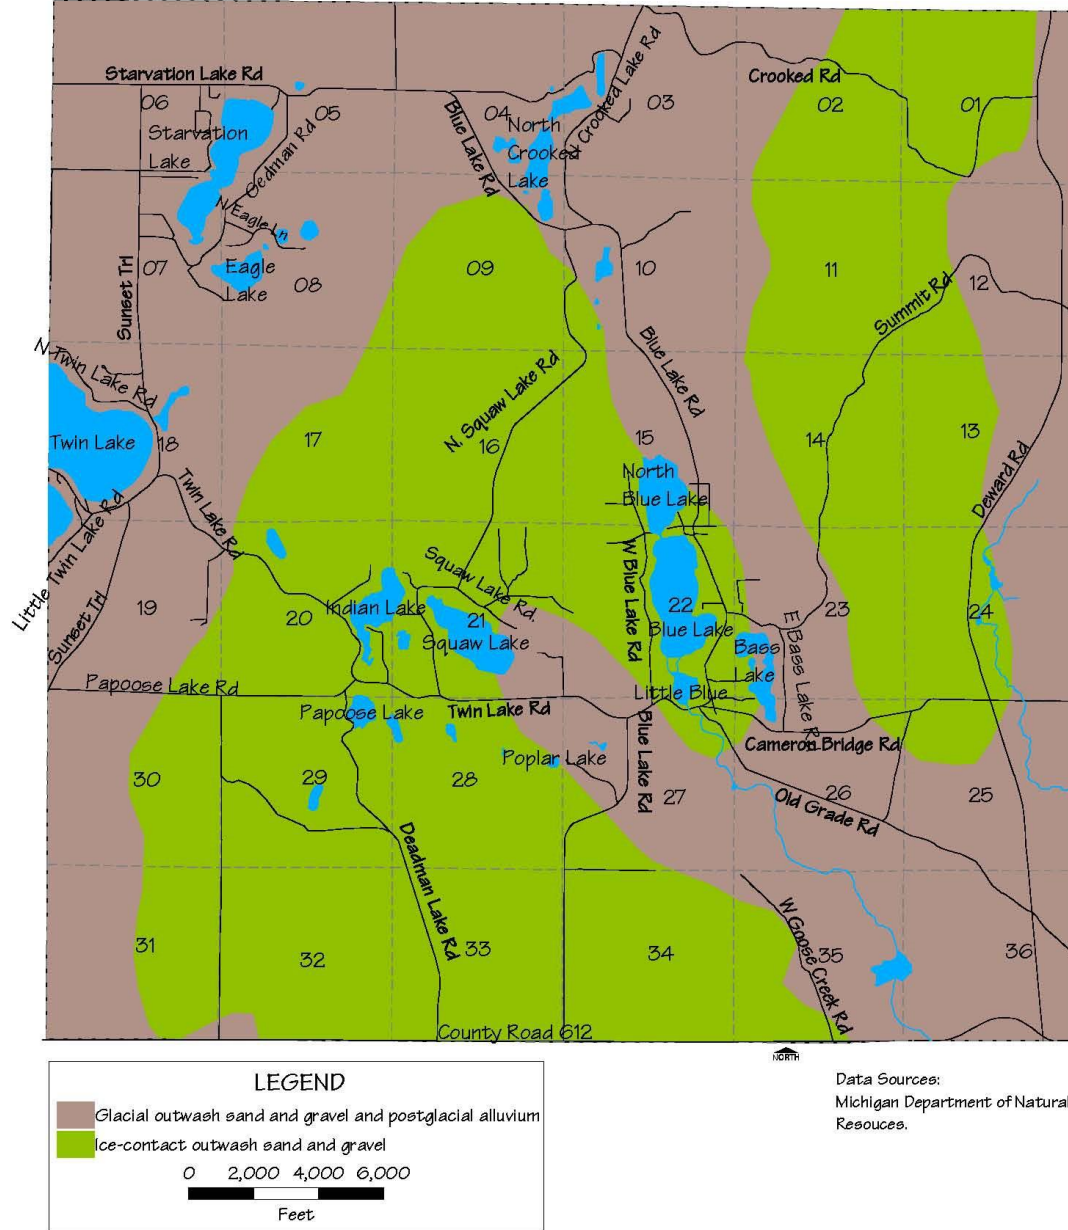 Starvation Lake Rd
N Crooked Lake Rd
Crooked Rd
06
05
04
03
02
01
Starvation
Lake
Oedman Rd
Blue Lake Rd
North
Crooked
Lake
N Eagle Ln
Sunset Trl
07
Eagle
Lake
08
09
10
11
12
Summit Rd
N Twin Lake Rd
N. Squaw Lake Rd
Blue Lake Rd
Twin Lake
18
17
16
15
14
13
North
Blue Lake
Deward Rd
Twin Lake Rd
Little Twin Lake Rd
Sunset Trl
19
20
Indian Lake
Squaw Lake Rd.
21
Squaw Lake
W Blue Lake Rd
22
Blue Lake
Bass
Lake
E Bass Lake Rd
23
24
Papoose Lake Rd
Little Blue
Papoose Lake
Twin Lake Rd
Blue Lake Rd
Cameron Bridge Rd
Poplar Lake
30
29
28
27
26
25
Old Grade Rd
Deadman Lake Rd
W Goose Creek Rd
31
32
33
34
35
36
County Road 612
NORTH
LEGEND
Glacial outwash sand and gravel and postglacial alluvium
Ice-contact outwash sand and gravel
0 2,000 4,000 6,000
Feet
Data Sources:
Michigan Department of Natural
Resouces.